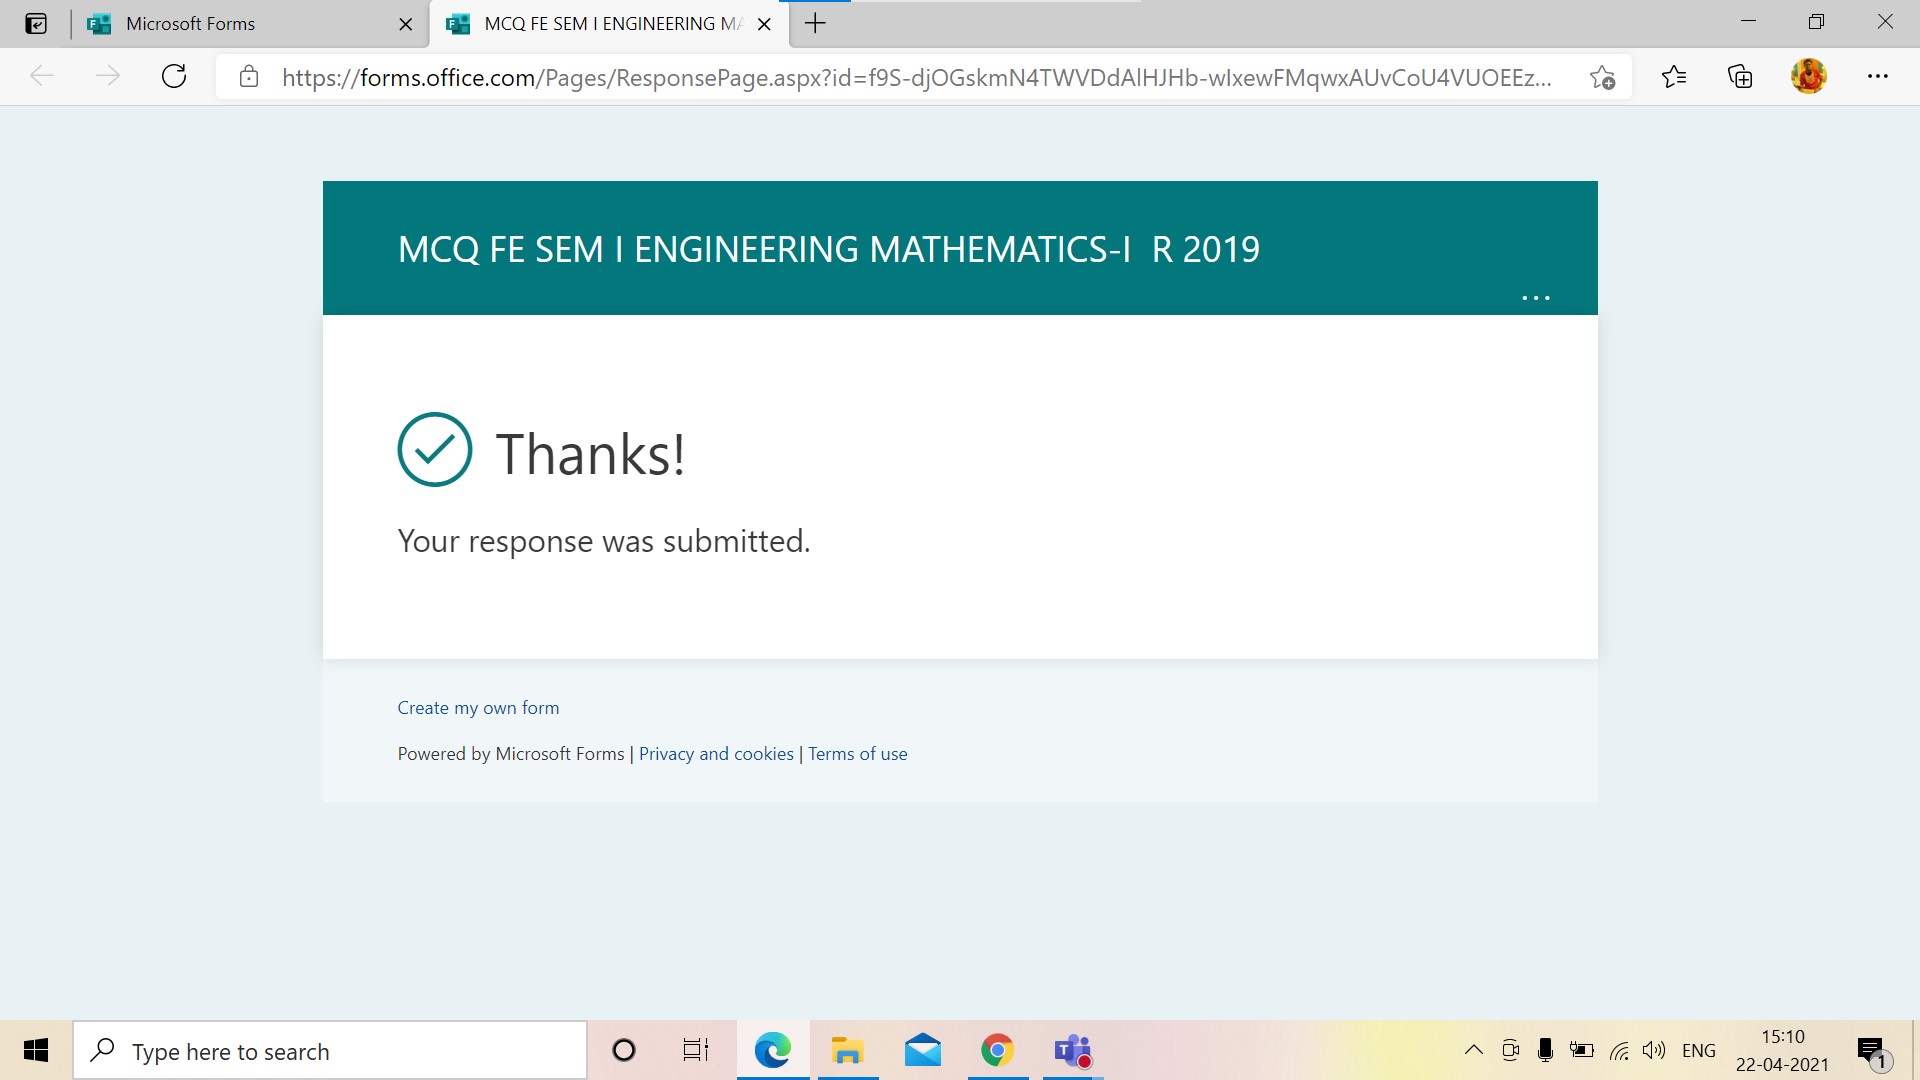 Microsoft Forms
MCQ FE SEM I ENGINEERING MA
https://forms.office.com/Pages/ResponsePage.aspx?id=f9S-djOGskmN4TWVDdAlHJHb-wIxewFMqwxAUvCoU4VUOEEz...
MCQ FE SEM I ENGINEERING MATHEMATICS-I R 2019
...
Thanks!
Your response was submitted.
Create my own form
Powered by Microsoft Forms | Privacy and cookies | Terms of use
Type here to search
ENG
15:10
22-04-2021
1